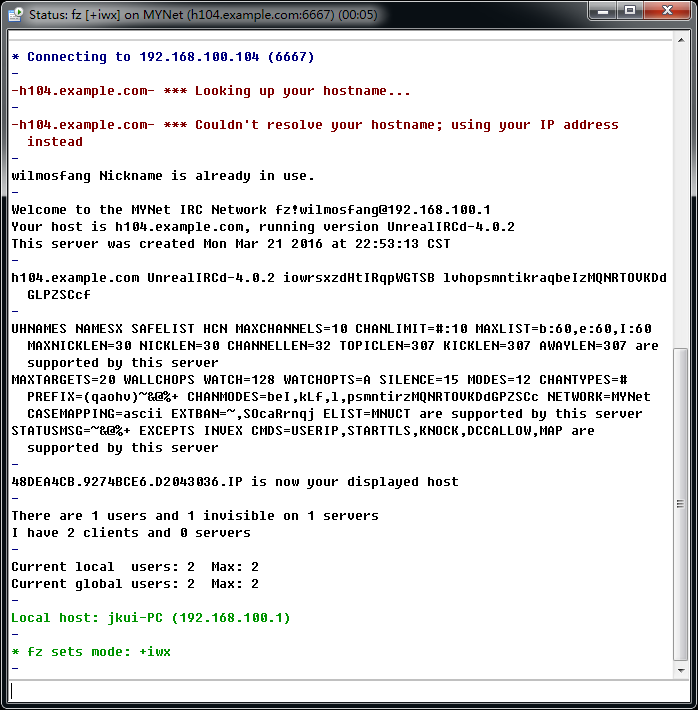 Status: fz [+iwx] on MYNet (h104.example.com:6667) (00:05)
* Connecting to 192.168.100.104 (6667)
-
-h104.example.com- *** Looking up your hostname...
-
-h104.example.com- *** Couldn't resolve your hostname; using your IP address
instead
-
wilmosfang Nickname is already in use.
-
Welcome to the MYNet IRC Network fz!wilmosfang@192.168.100.1
Your host is h104.example.com, running version UnrealIRCd-4.0.2
This server was created Mon Mar 21 2016 at 22:53:13 CST
-
h104.example.com UnrealIRCd-4.0.2 iowrsxzdHtIRqpWGTSB lvhopsmntikraqbeIzMQNRTOVKDd
GLPZSCcf
-
UHNAMES NAMESX SAFELIST HCN MAXCHANNELS=10 CHANLIMIT=#:10 MAXLIST=b:60,e:60,I:60
MAXNICKLEN=30 NICKLEN=30 CHANNELLEN=32 TOPICLEN=307 KICKLEN=307 AWAYLEN=307 are
supported by this server
MAXTARGETS=20 WALLCHOPS WATCH=128 WATCHOPTS=A SILENCE=15 MODES=12 CHANTYPES=#
PREFIX=(qaohv)~&@%+ CHANMODES=beI,kLf,l,psmntirzMQNRTOVKDdGPZSCc NETWORK=MYNet
CASEMAPPING=ascii EXTBAN=~,SOcaRrnqj ELIST=MNUCT are supported by this server
STATUSMSG=~&@%+ EXCEPTS INVEX CMDS=USERIP,STARTTLS,KNOCK,DCCALLOW,MAP are
supported by this server
-
48DEA4CB.9274BCE6.D2043036.IP is now your displayed host
-
There are 1 users and 1 invisible on 1 servers
I have 2 clients and 0 servers
-
Current local  users: 2  Max: 2
Current global users: 2  Max: 2
-
Local host: jkui-PC (192.168.100.1)
-
* fz sets mode: +iwx
-